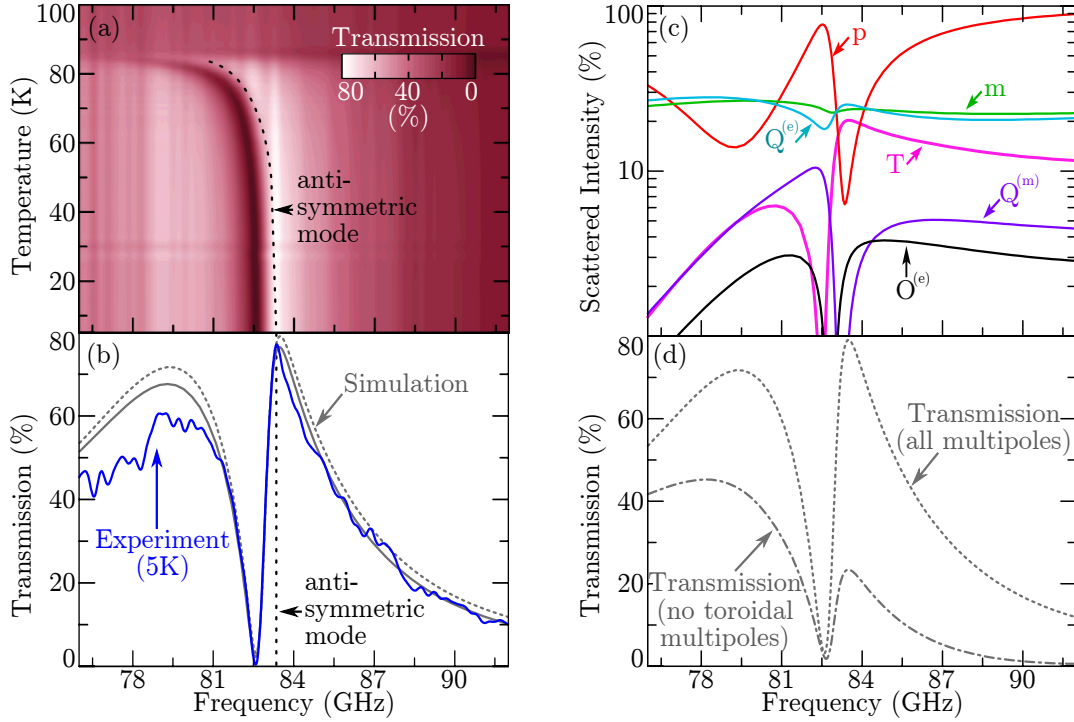 (a)
Transmission
80 40 0
(%)
anti-
symmetric
mode
Temperature (K)
100
80
60
40
20
(b)
Simulation
Experiment
(5K)
anti-
symmetric
mode
Transmission (%)
80
60
40
20
0
78 81 84 87 90
Frequency (GHz)
(c)
p
m
Q(e)
T
Q(m)
O(e)
Scattered Intensity (%)
100
10
(d)
Transmission
(all multipoles)
Transmission
(no toroidal
multipoles)
Transmission (%)
80
60
40
20
0
78 81 84 87 90
Frequency (GHz)